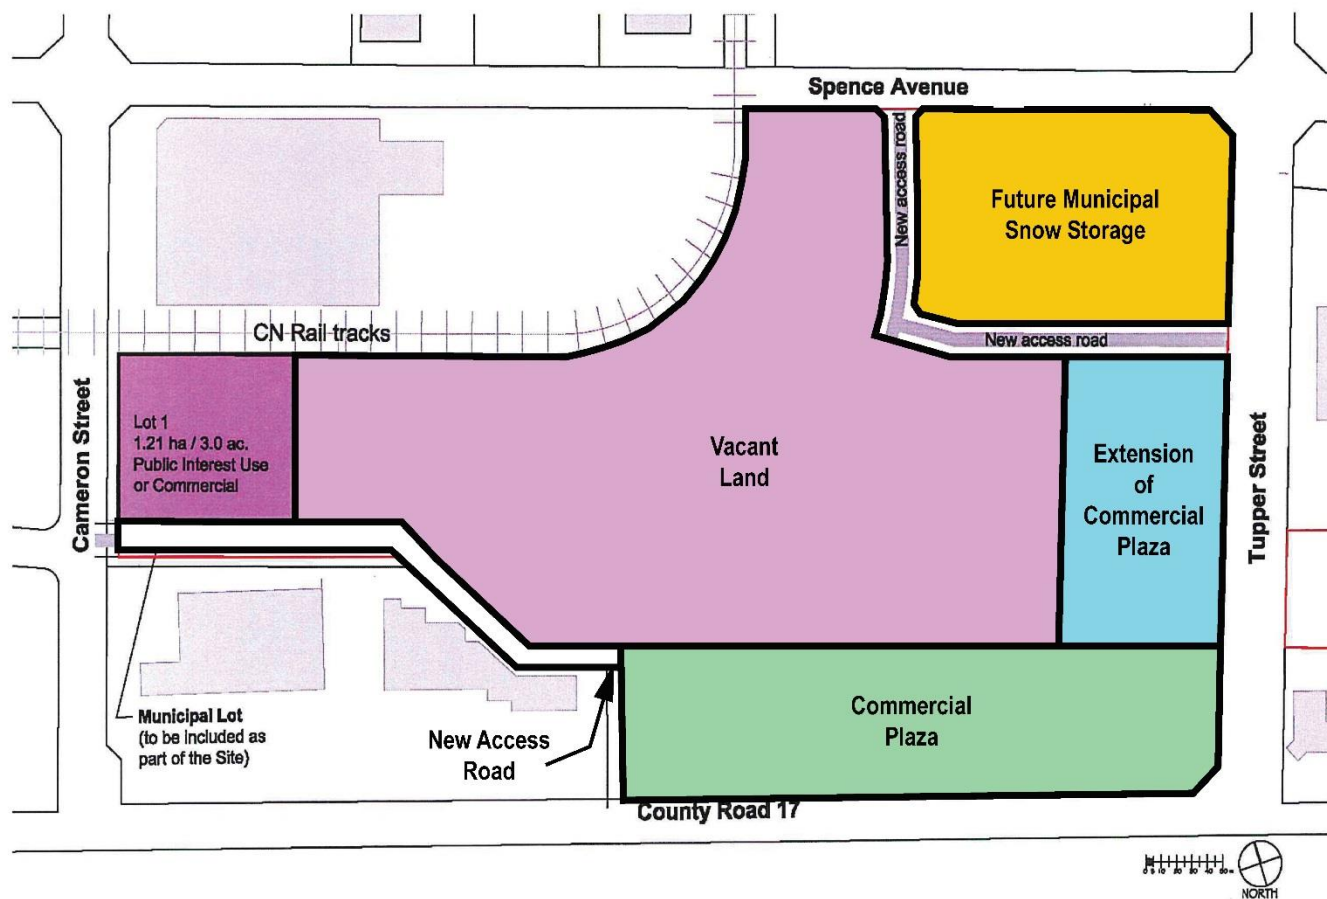 Spence Avenue
New access road
Future Municipal
Snow Storage
CN Rail tracks
New access road
Cameron Street
Lot 1
1.21 ha / 3.0 ac.
Public Interest Use
or Commercial
Vacant
Land
Extension
of
Commercial
Plaza
Tupper Street
Municipal Lot
(to be included as
part of the Site)
New Access
Road
Commercial
Plaza
County Road 17
NORTH